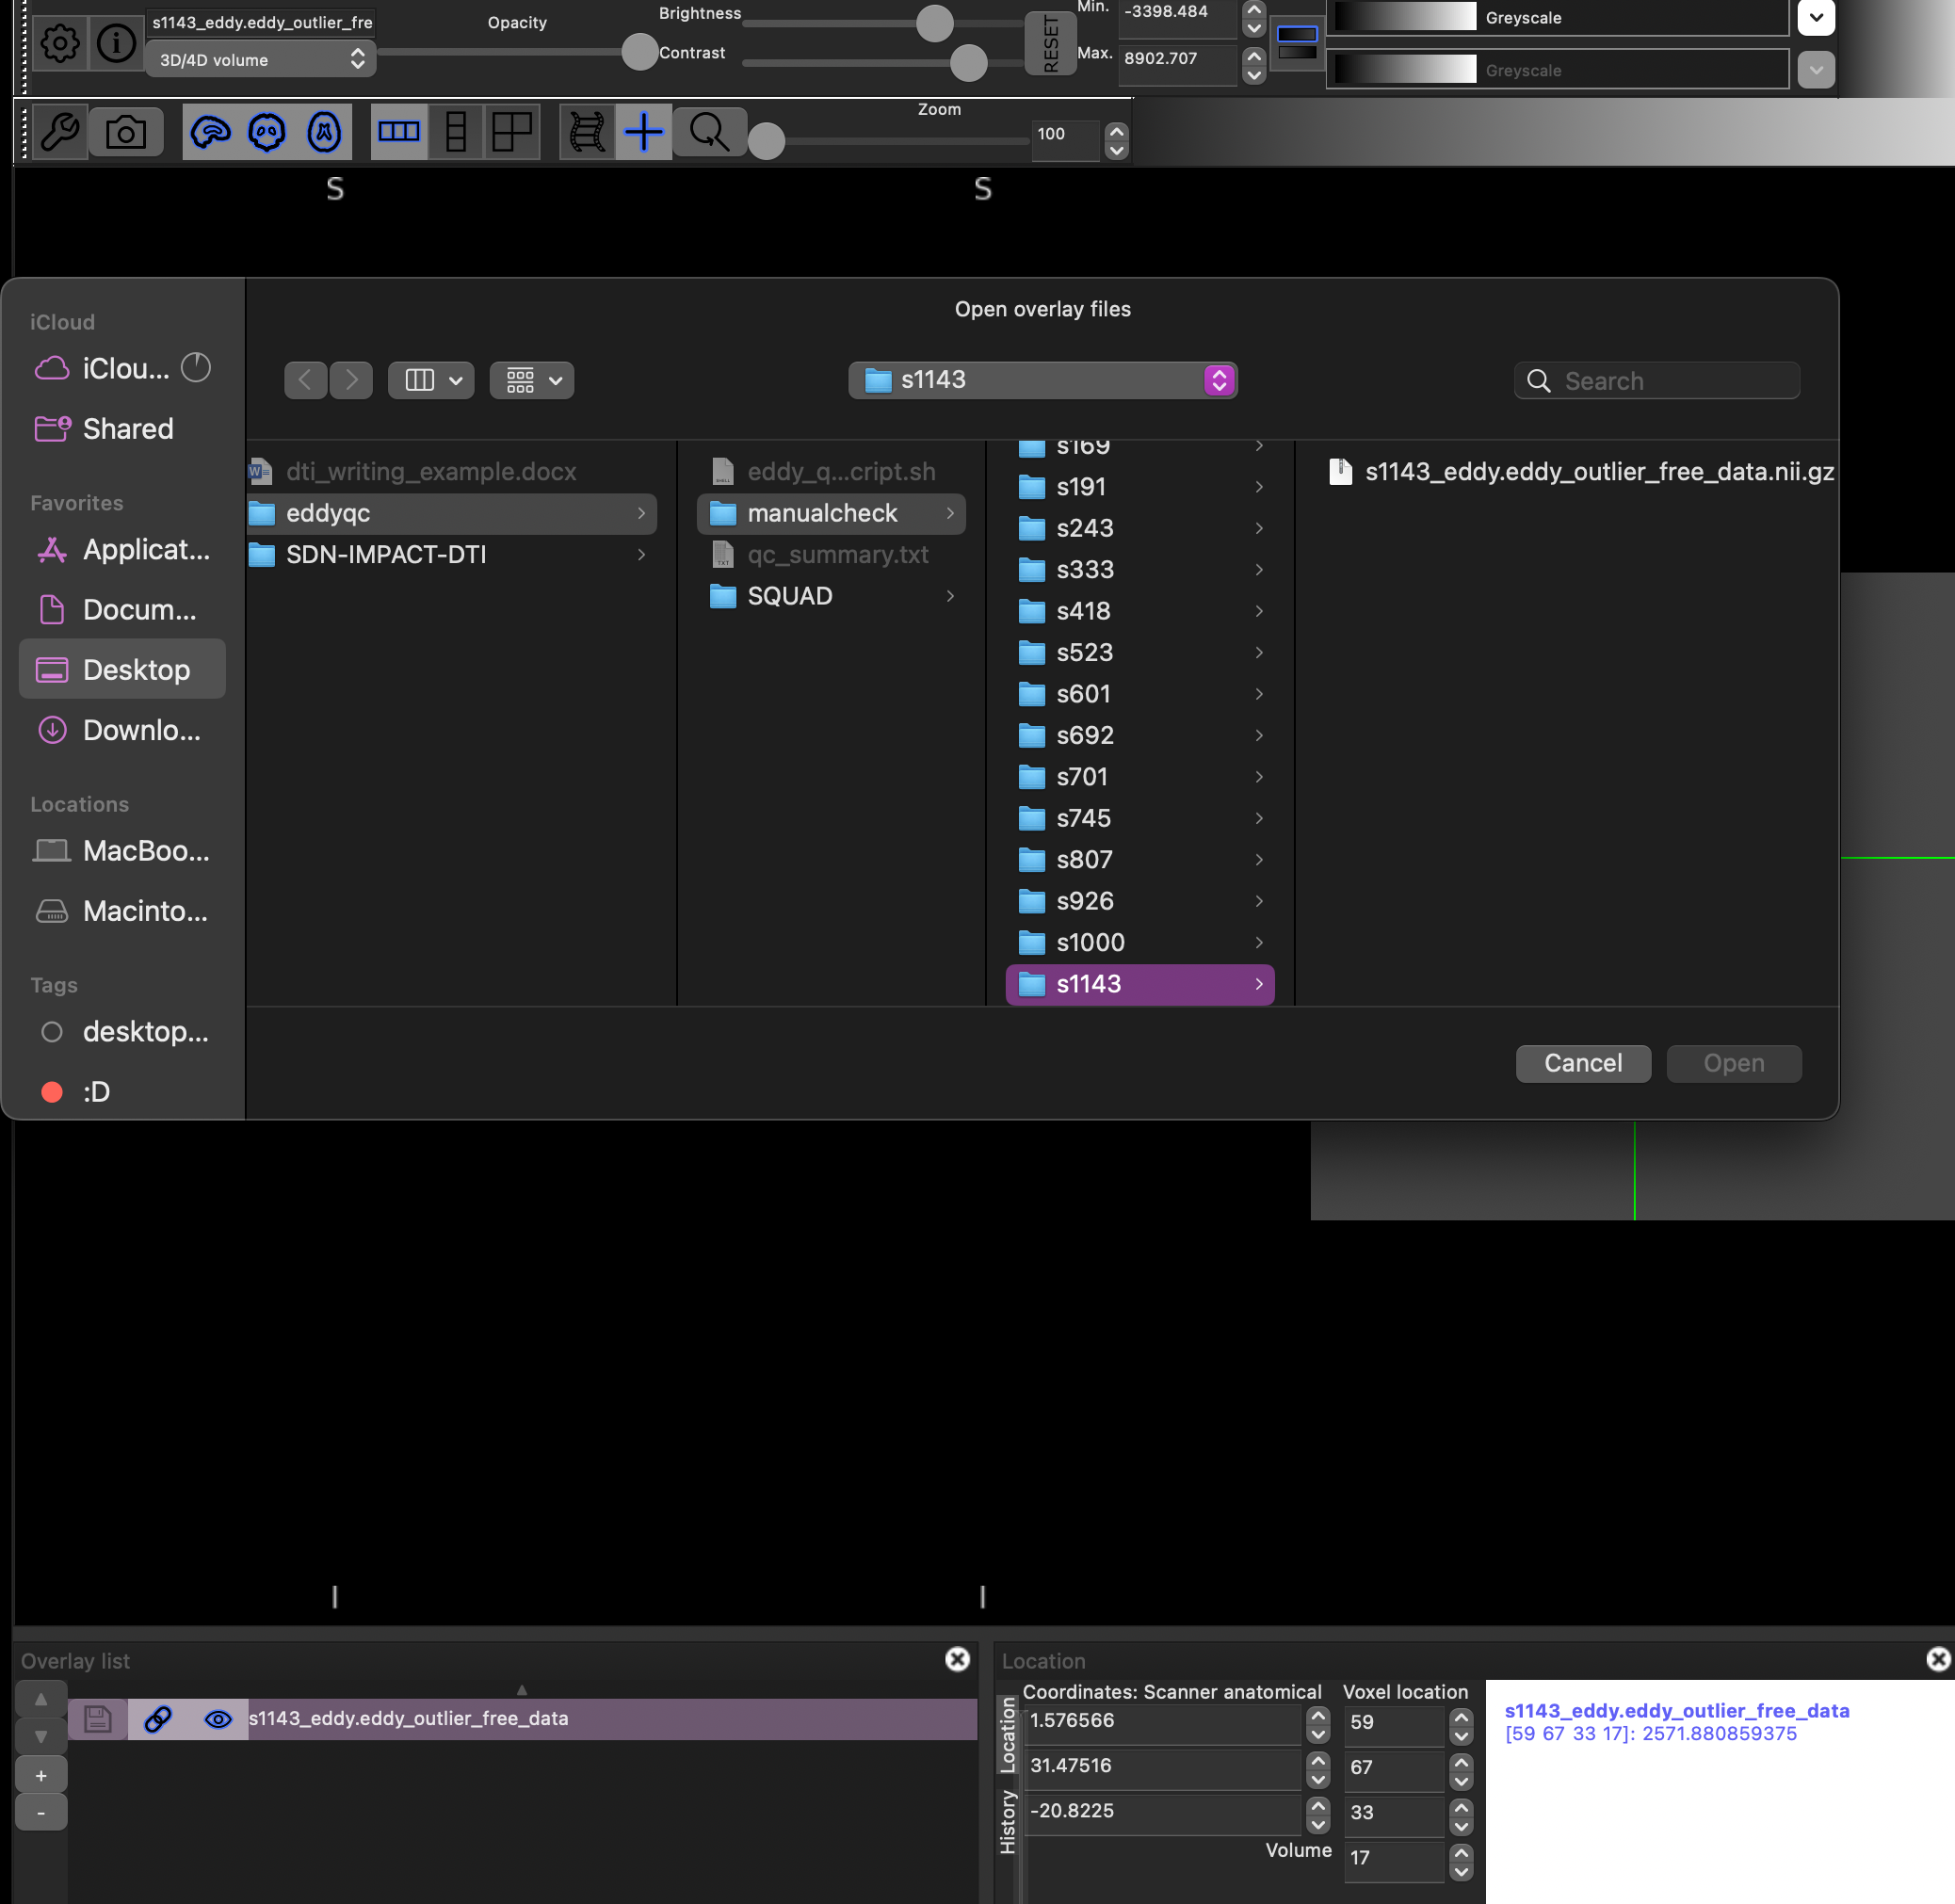 s1143_eddy.eddy_outlier_fre
3D/4D volume
Opacity
Brightness
Contrast
RESET
Min.
-3398.484
Max.
8902.707
Greyscale
Greyscale
Zoom
100
S
S
Open overlay files
iCloud
iClou...
Shared
Favorites
Applicat...
Docum...
Desktop
Downlo...
Locations
MacBoo...
Macinto...
Tags
desktop...
:D
s1143
Search
dti_writing_example.docx
eddyqc
SDN-IMPACT-DTI
eddy_q...cript.sh
manualcheck
qc_summary.txt
SQUAD
s169
s191
s243
s333
s418
s523
s601
s692
s701
s745
s807
s926
s1000
s1143
s1143_eddy.eddy_outlier_free_data.nii.gz
Cancel
Open
I
I
Overlay list
s1143_eddy.eddy_outlier_free_data
+
-
Location
Location
History
Coordinates: Scanner anatomical
1.576566
31.47516
-20.8225
Voxel location
59
67
33
Volume
17
s1143_eddy.eddy_outlier_free_data
[59 67 33 17]: 2571.880859375